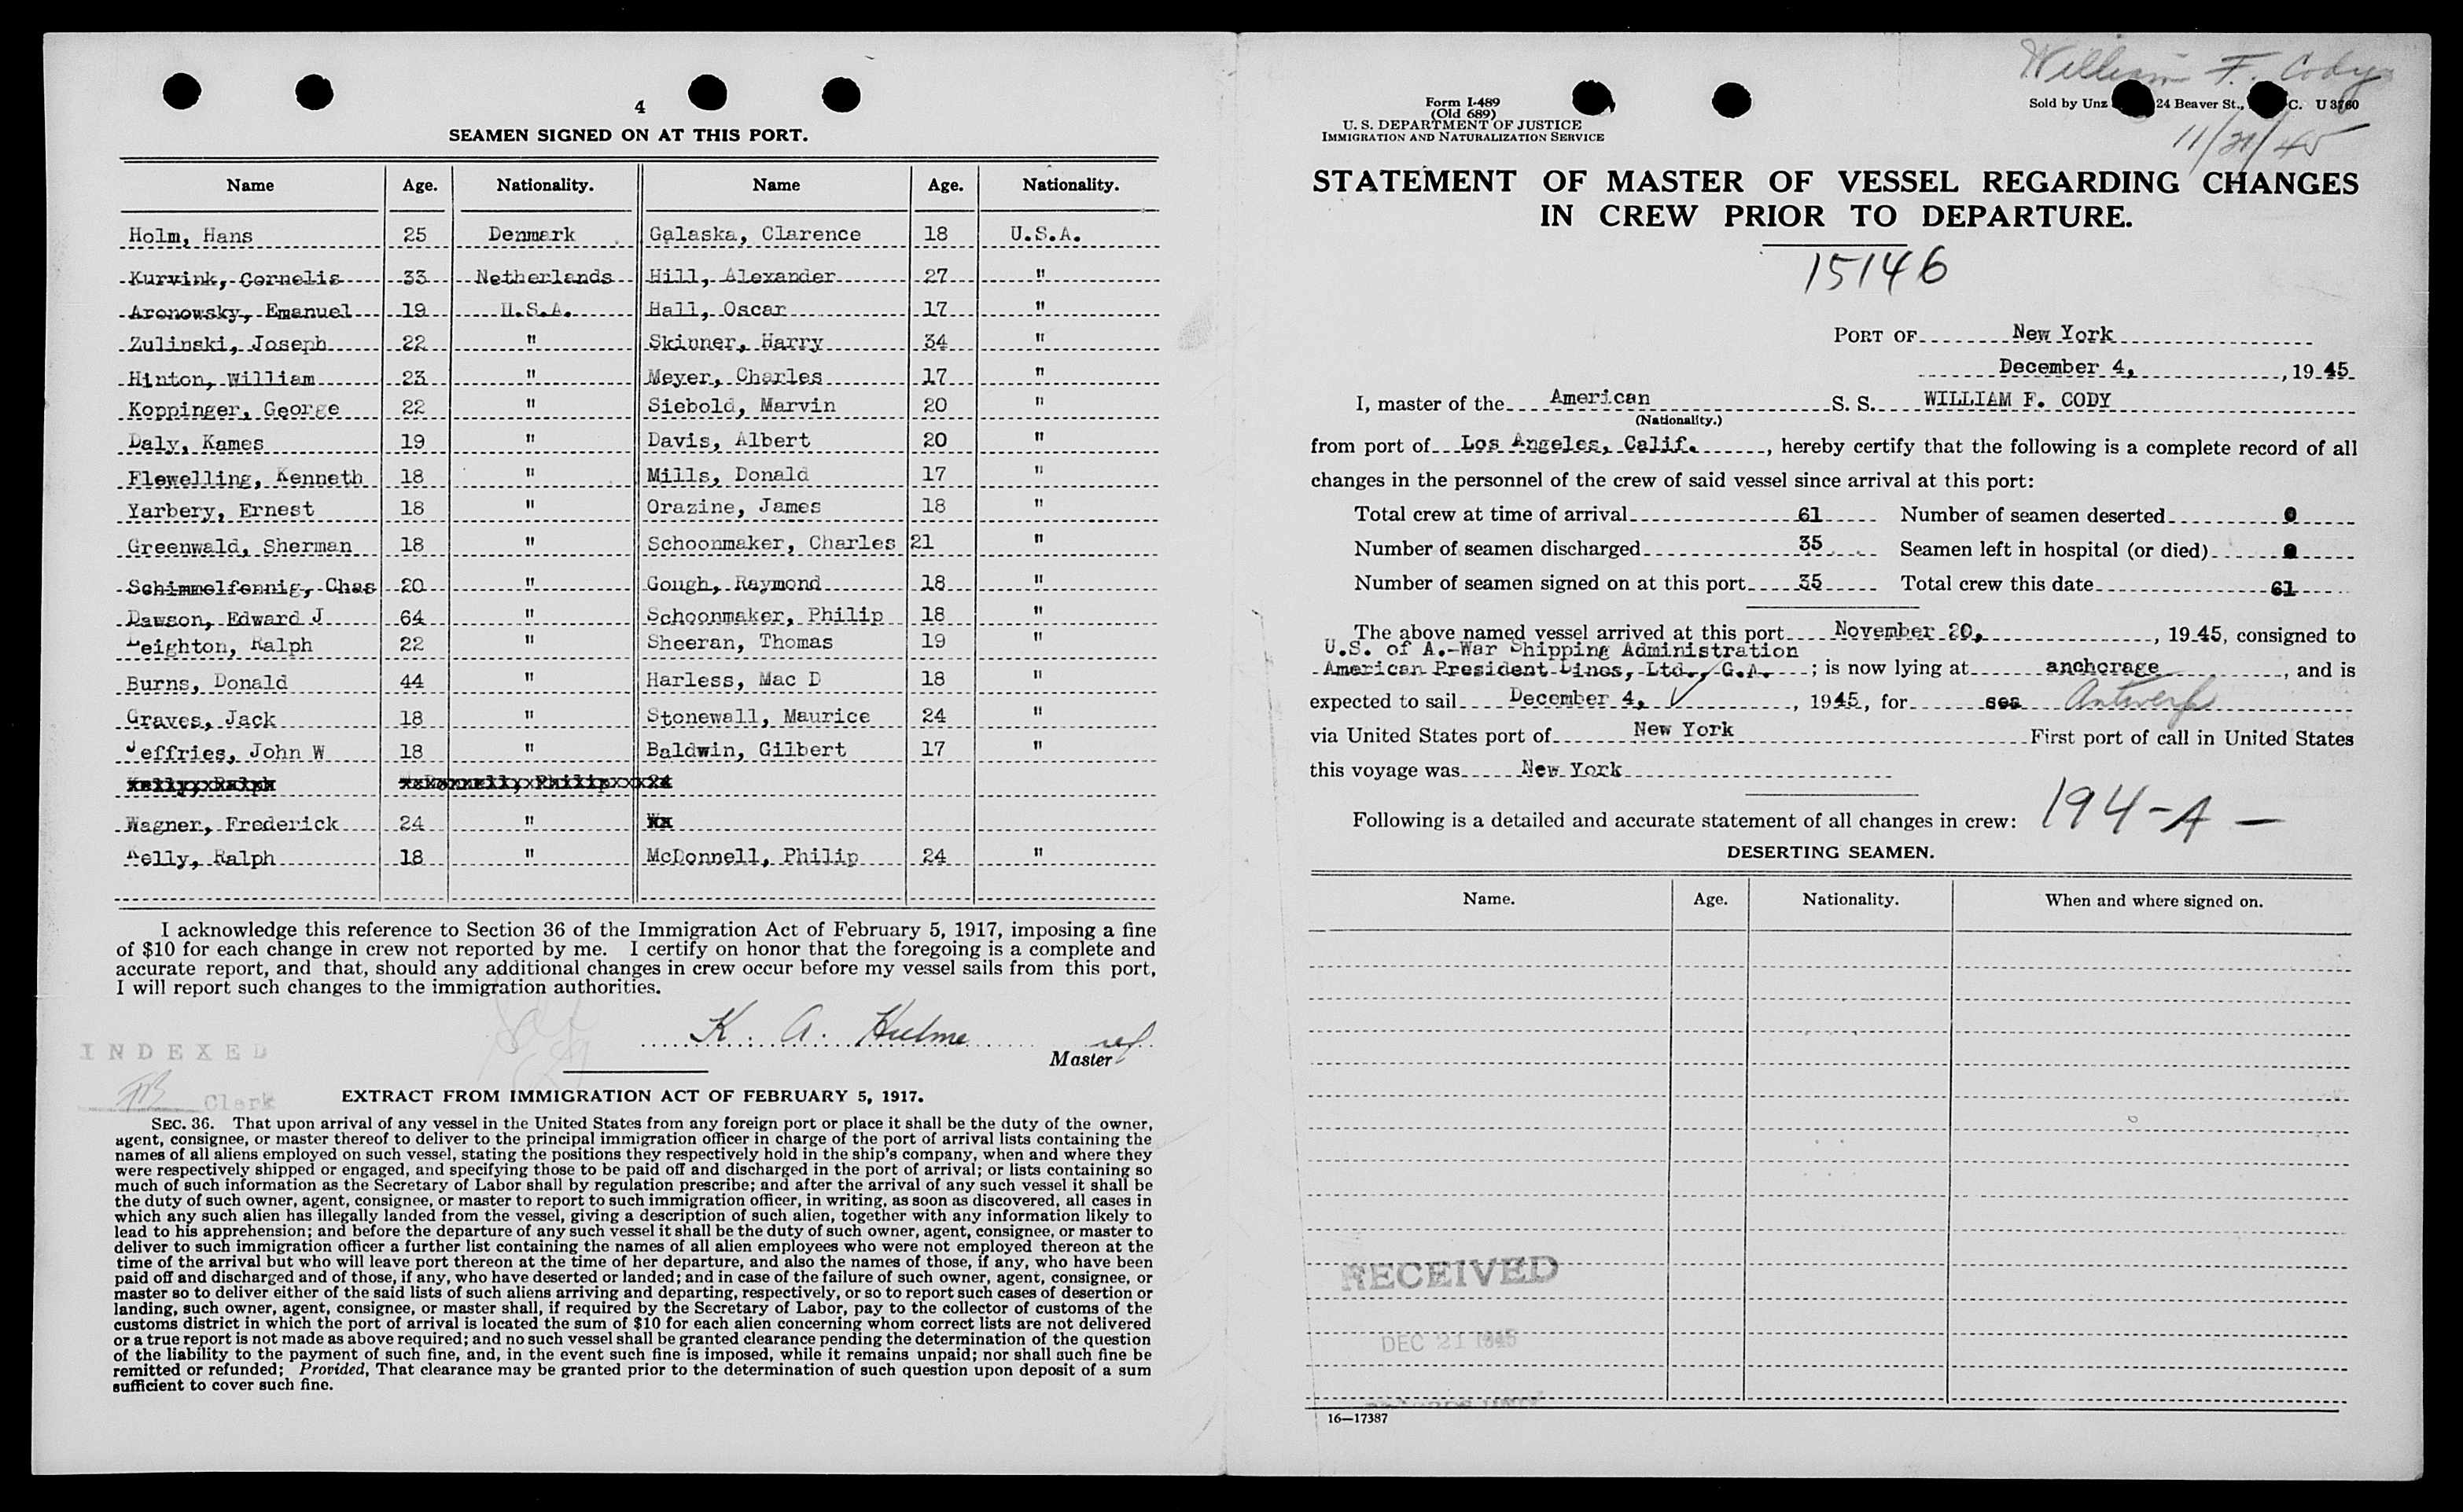 4
SEAMEN SIGNED ON AT THIS PORT.
Name Age. Nationality. Name Age. Nationality.
Holm, Hans 25 Denmark Galaska, Clarence 18 U.S.A.
Kurvink, Cornelis 33 Netherlands Hill, Alexander 27 "
Aronowsky, Emanuel 19 U.S.A. Hall, Oscar 17 "
Zulinski, Joseph 22 " Skinner, Harry 34 "
Hinton, William 23 " Meyer, Charles 17 "
Koppinger, George 22 " Siebold, Marvin 20 "
Daly, Kames 19 " Davis, Albert 20 "
Flewelling, Kenneth 18 " Mills, Donald 17 "
Yarbery, Ernest 18 " Orazine, James 18 "
Greenwald, Sherman 18 " Schoonmaker, Charles 21 "
Schimmelfennig, Chas 20 " Gough, Raymond 18 "
Dawson, Edward J 64 " Schoonmaker, Philip 18 "
Leighton, Ralph 22 " Sheeran, Thomas 19 "
Burns, Donald 44 " Harless, Mac D 18 "
Graves, Jack 18 " Stonewall, Maurice 24 "
Jeffries, John W 18 " Baldwin, Gilbert 17 "
Wagner, Frederick 24 "
Kelly, Ralph 18 " McDonnell, Philip 24 "
I acknowledge this reference to Section 36 of the Immigration Act of February 5, 1917, imposing a fine
of $10 for each change in crew not reported by me. I certify on honor that the foregoing is a complete and
accurate report, and that, should any additional changes in crew occur before my vessel sails from this port,
I will report such changes to the immigration authorities.
K. A. Hulme
Master
INDEXED
Clerk
EXTRACT FROM IMMIGRATION ACT OF FEBRUARY 5, 1917.
SEC. 36. That upon arrival of any vessel in the United States from any foreign port or place it shall be the duty of the owner,
agent, consignee, or master thereof to deliver to the principal immigration officer in charge of the port of arrival lists containing the
names of all aliens employed on such vessel, stating the positions they respectively hold in the ship's company, when and where they
were respectively shipped or engaged, and specifying those to be paid off and discharged in the port of arrival; or lists containing so
much of such information as the Secretary of Labor shall by regulation prescribe; and after the arrival of any such vessel it shall be
the duty of such owner, agent, consignee, or master to report to such immigration officer, in writing, as soon as discovered, all cases in
which any such alien has illegally landed from the vessel, giving a description of such alien, together with any information likely to
lead to his apprehension; and before the departure of any such vessel it shall be the duty of such owner, agent, consignee, or master to
deliver to such immigration officer a further list containing the names of all alien employees who were not employed thereon at the
time of the arrival but who will leave port thereon at the time of her departure, and also the names of those, if any, who have been
paid off and discharged and of those, if any, who have deserted or landed; and in case of the failure of such owner, agent, consignee, or
master so to deliver either of the said lists of such aliens arriving and departing, respectively, or so to report such cases of desertion or
landing, such owner, agent, consignee, or master shall, if required by the Secretary of Labor, pay to the collector of customs of the
customs district in which the port of arrival is located the sum of $10 for each alien concerning whom correct lists are not delivered
or a true report is not made as above required; and no such vessel shall be granted clearance pending the determination of the question
of the liability to the payment of such fine, and, in the event such fine is imposed, while it remains unpaid; nor shall such fine be
remitted or refunded; Provided, That clearance may be granted prior to the determination of such question upon deposit of a sum
sufficient to cover such fine.
William F. Cody
Form I-489
(Old 689)
U. S. DEPARTMENT OF JUSTICE
IMMIGRATION AND NATURALIZATION SERVICE
Sold by Unz 24 Beaver St., C. U 3760
STATEMENT OF MASTER OF VESSEL REGARDING CHANGES
IN CREW PRIOR TO DEPARTURE.
15146
PORT OF New York
December 4, , 1945
I, master of the American S. S. WILLIAM F. CODY
(Nationality.)
from port of Los Angeles, Calif. , hereby certify that the following is a complete record of all
changes in the personnel of the crew of said vessel since arrival at this port:
Total crew at time of arrival 61 Number of seamen deserted 0
Number of seamen discharged 35 Seamen left in hospital (or died) 0
Number of seamen signed on at this port 35 Total crew this date 61
The above named vessel arrived at this port November 20, , 1945, consigned to
U.S. of A.-War Shipping Administration
American President Lines, Ltd., G.A. ; is now lying at anchorage , and is
expected to sail December 4, , 1945, for sea Antwerp
via United States port of New York First port of call in United States
this voyage was New York
Following is a detailed and accurate statement of all changes in crew: 194-A -
DESERTING SEAMEN.
Name. Age. Nationality. When and where signed on.
RECEIVED
DEC 21 1945
16—17387